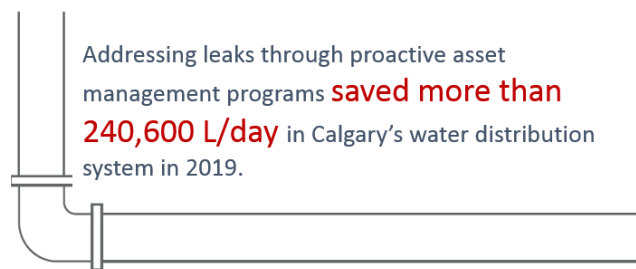 Addressing leaks through proactive asset
management programs saved more than
240,600 L/day in Calgary’s water distribution
system in 2019.